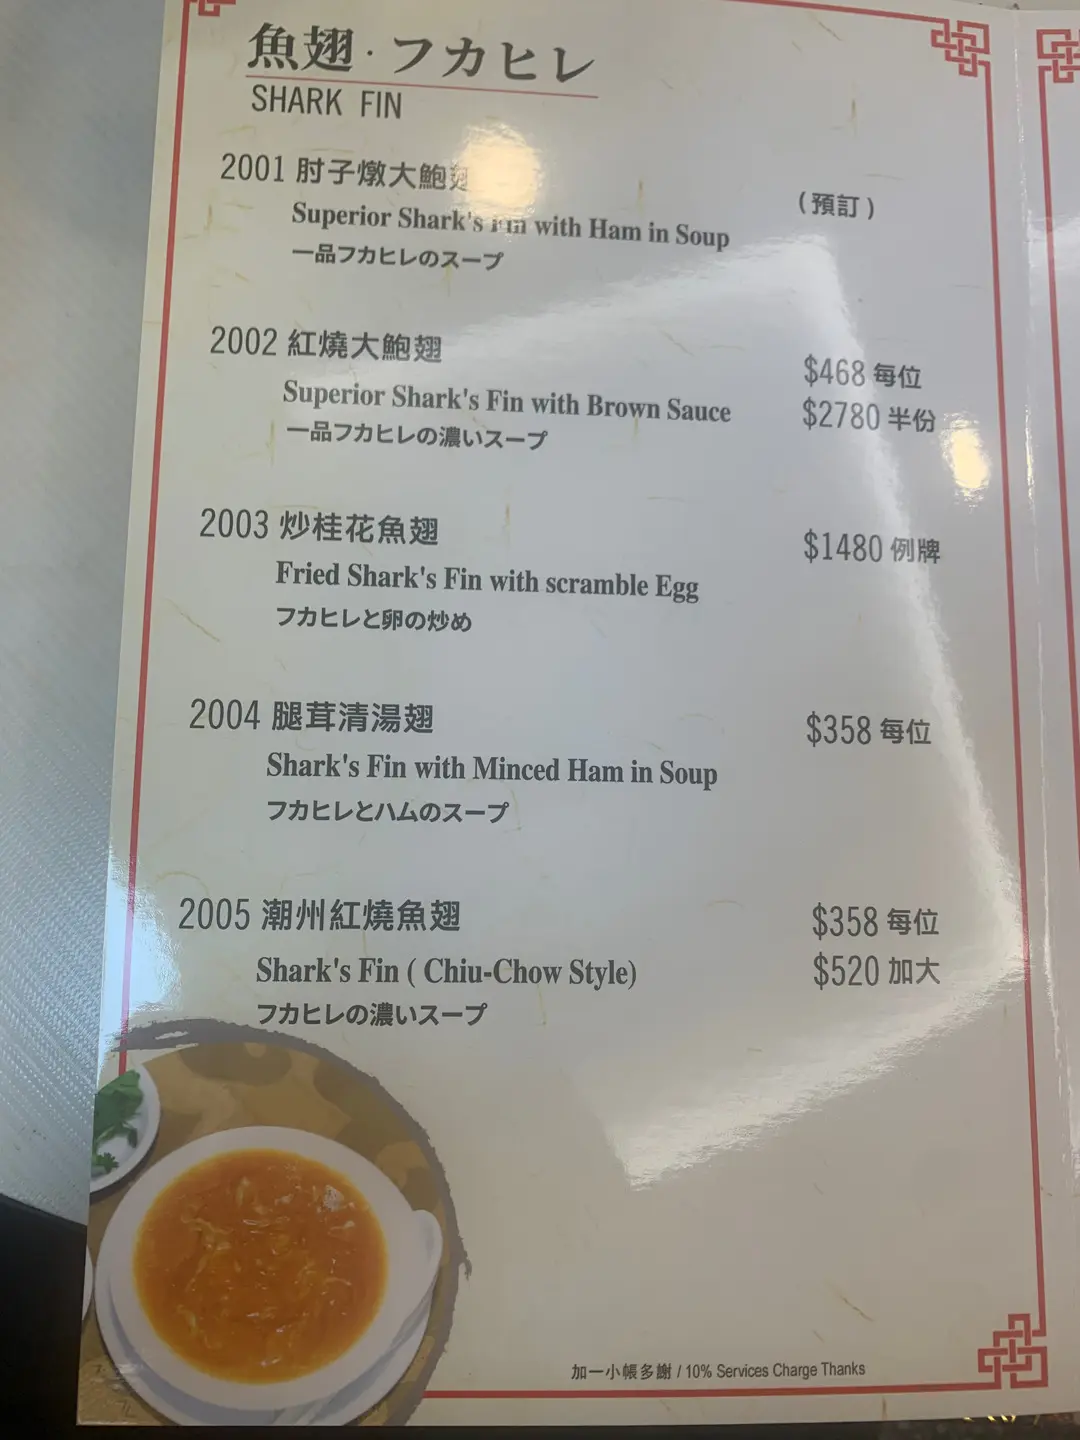 魚翅·フカヒレ
SHARK FIN
2001 肘子燉大鮑翅
(預訂)
Superior Shark's Fin with Ham in Soup
一品フカヒレのスープ
2002 紅燒大鮑翅
$468 每位
Superior Shark's Fin with Brown Sauce
$2780 半份
一品フカヒレの濃いスープ
2003 炒桂花魚翅
$1480 例牌
Fried Shark's Fin with scramble Egg
フカヒレと卵の炒め
2004 腿茸清湯翅
$358 每位
Shark's Fin with Minced Ham in Soup
フカヒレとハムのスープ
2005 潮州紅燒魚翅
$358 每位
Shark's Fin ( Chiu-Chow Style)
$520 加大
フカヒレの濃いスープ
加一小帳多謝 / 10% Services Charge Thanks